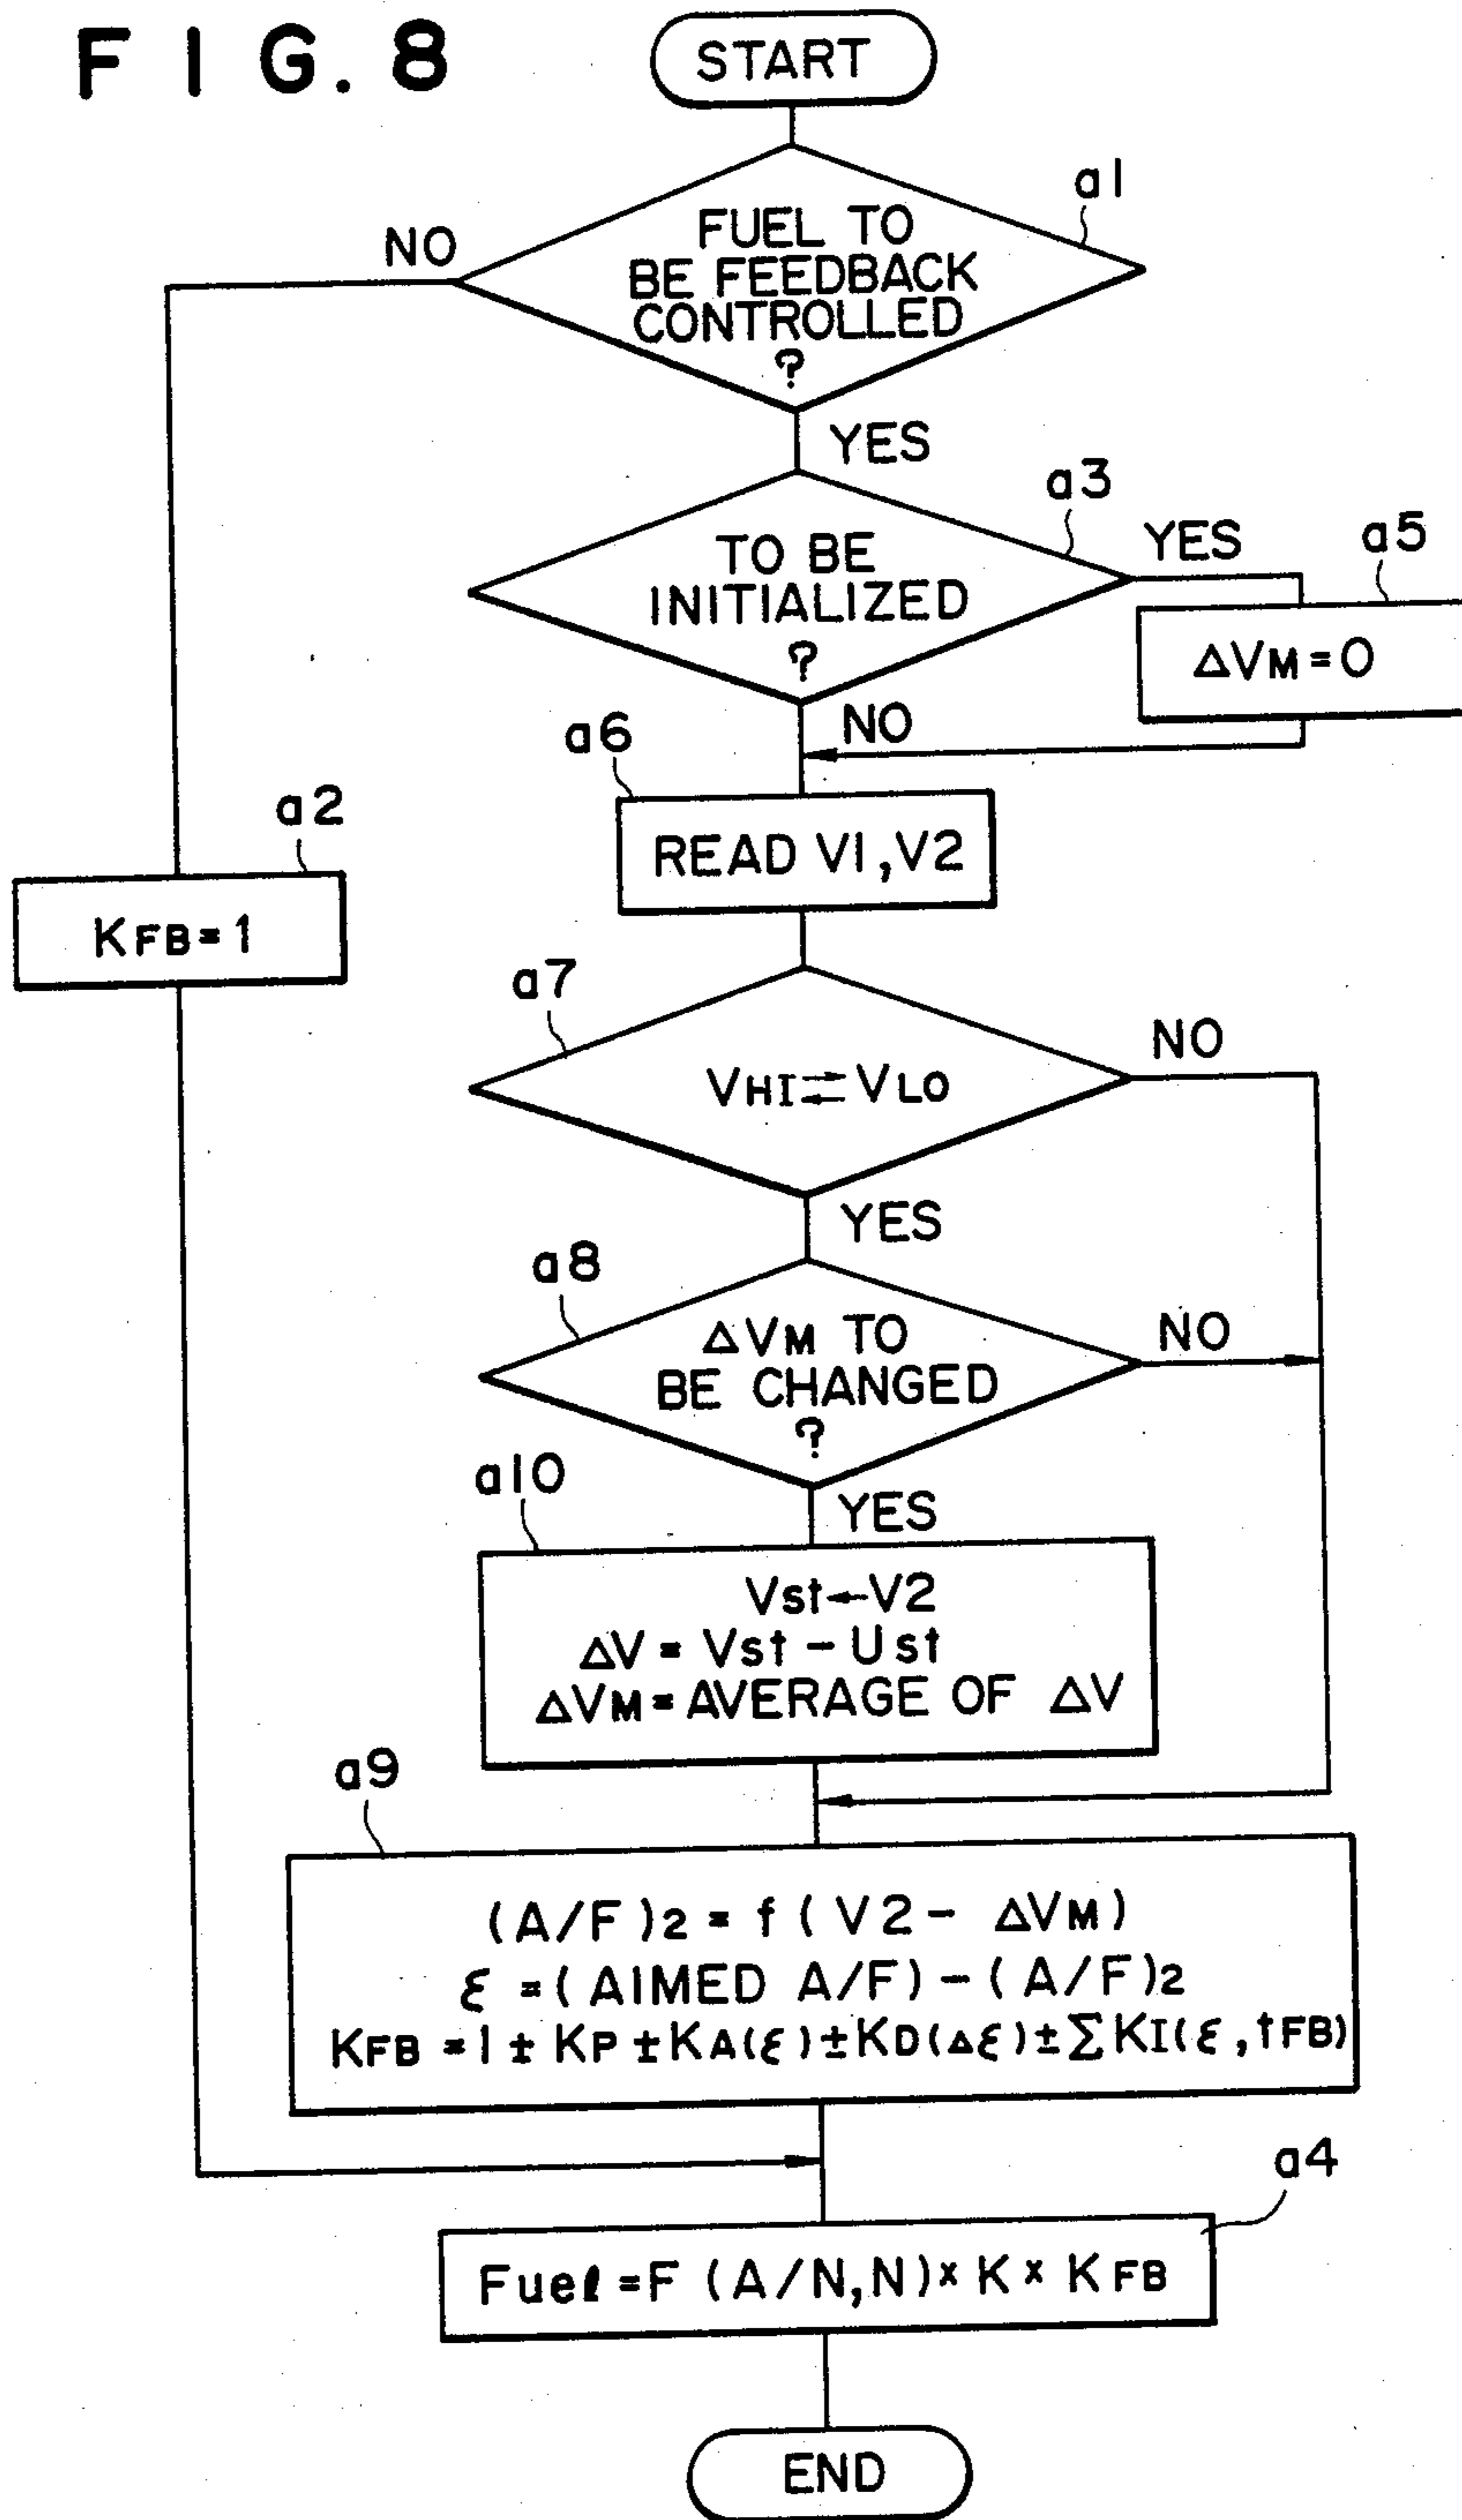 FIG. 8
START
a1
NO
FUEL TO
BE FEEDBACK
CONTROLLED
?
YES
a3
YES
a5
TO BE
INITIALIZED
?
ΔVM=0
NO
a6
READ V1,V2
a2
KFB=1
a7
NO
VHI⇄VLO
YES
a8
NO
ΔVM TO
BE CHANGED
?
a10
YES
Vst←V2
ΔV=Vst-Ust
ΔVM=AVERAGE OF ΔV
a9
(A/F)2=f(V2-ΔVM)
ε=(AIMED A/F)-(A/F)2
KFB=1±KP±KA(ε)±KD(Δε)±ΣKI(ε,tFB)
a4
Fuel=F(A/N,N)×K×KFB
END